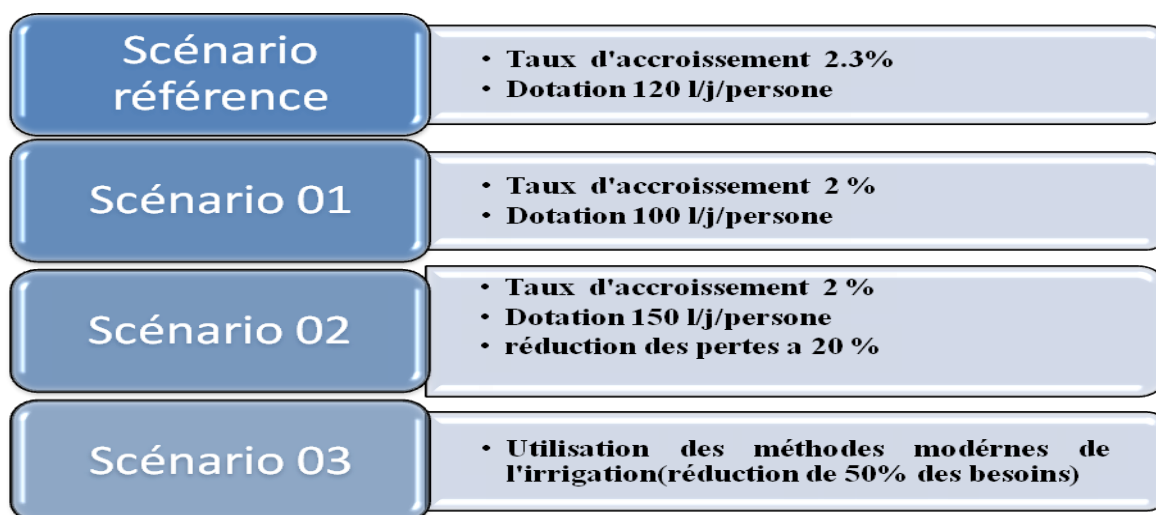 Scénario
référence
• Taux d'accroissement 2.3%
• Dotation 120 l/j/persone
Scénario 01
• Taux d'accroissement 2 %
• Dotation 100 l/j/persone
Scénario 02
• Taux d'accroissement 2 %
• Dotation 150 l/j/persone
• réduction des pertes a 20 %
Scénario 03
• Utilisation des méthodes modérnes de
l'irrigation(réduction de 50% des besoins)